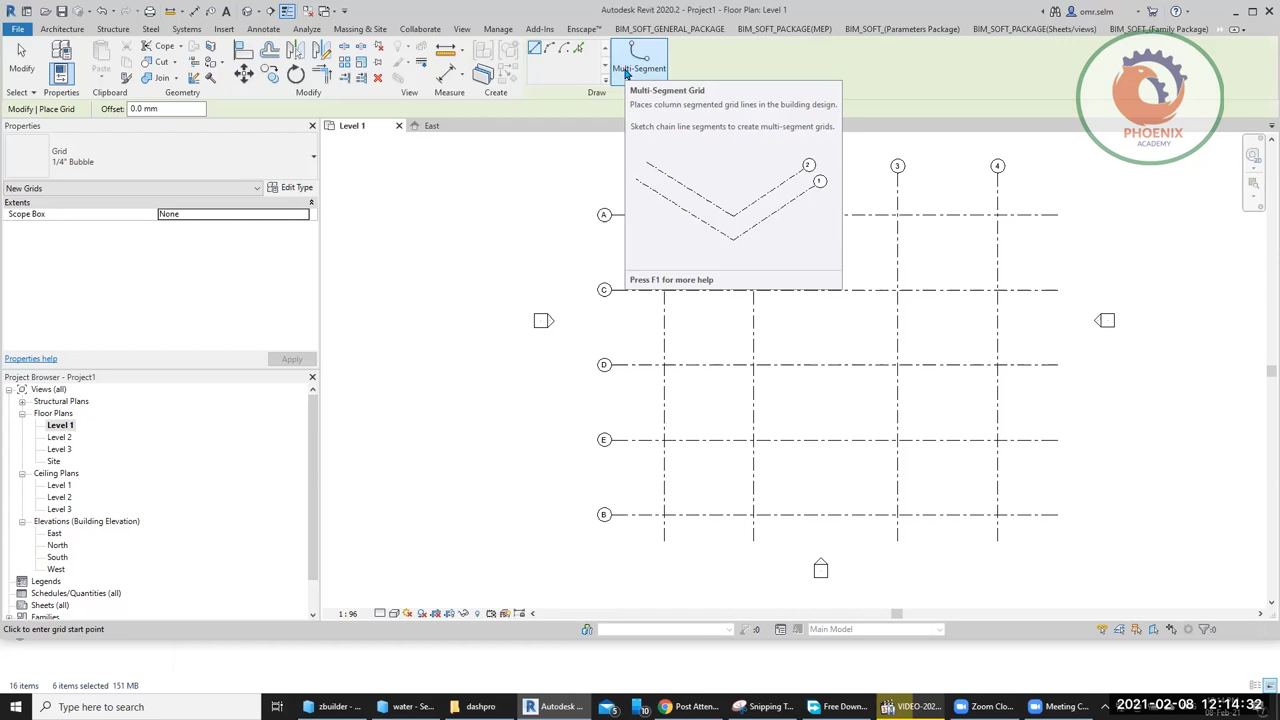 Autodesk Revit 2020.2 - Project1 - Floor Plan: Level 1
omr.selm
File Architecture Structure Steel Systems Insert Annotate Analyze Massing & Site Collaborate View Manage Add-Ins Enscape™ BIM_SOFT_GENERAL_PACKAGE BIM_SOFT_PACKAGE(MEP) BIM_SOFT_(Parameters Package) BIM_SOFT_PACKAGE(Sheets/views) BIM_SOFT_(Family Package)
Modify
Cope
Cut
Join
Multi-Segment
Select Properties Clipboard Geometry Modify View Measure Create Draw
Modify | Place Grid Offset: 0.0 mm
PHOENIX
ACADEMY
Properties
Level 1
East
Grid
1/4" Bubble
New Grids
Edit Type
Extents
Scope Box None
Properties help
Apply
Multi-Segment Grid
Places column segmented grid lines in the building design.
Sketch chain line segments to create multi-segment grids.
2
1
Press F1 for more help
3 4
A
C
D
E
B
Project Browser - Project1
Views (all)
Structural Plans
Floor Plans
Level 1
Level 2
Level 3
Site
Ceiling Plans
Level 1
Level 2
Level 3
Elevations (Building Elevation)
East
North
South
West
Legends
Schedules/Quantities (all)
Sheets (all)
Families
1 : 96
Click to enter grid start point
:0
Main Model
:0
16 items 6 items selected 151 MB
Type here to search
zbuilder - ...
water - Se...
dashpro
Autodesk ...
Post Atten...
Snipping T...
Free Down...
VIDEO-202...
Zoom Clo...
Meeting C...
2021-02-08 12:14:32